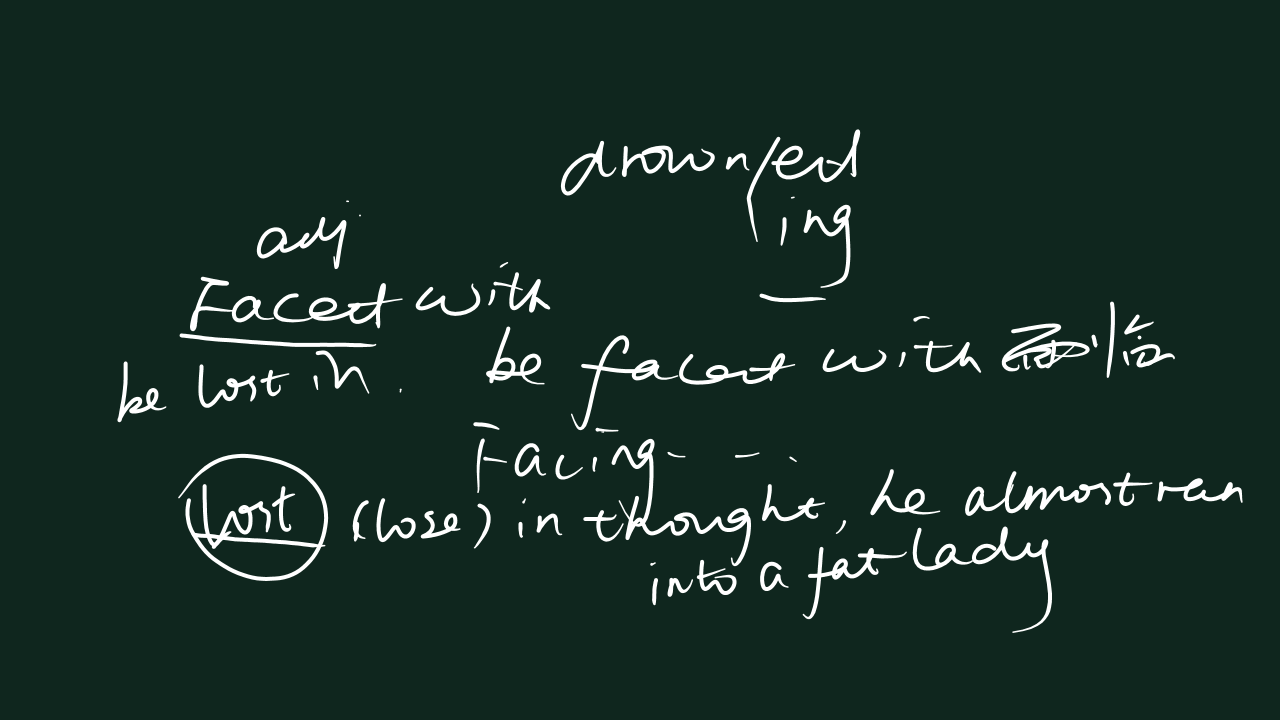 drown/ed
ing
adj
Faced with
be lost in.
be faced with 面临
Facing - - -
Lost (lose) in thought, he almost ran
into a fat lady